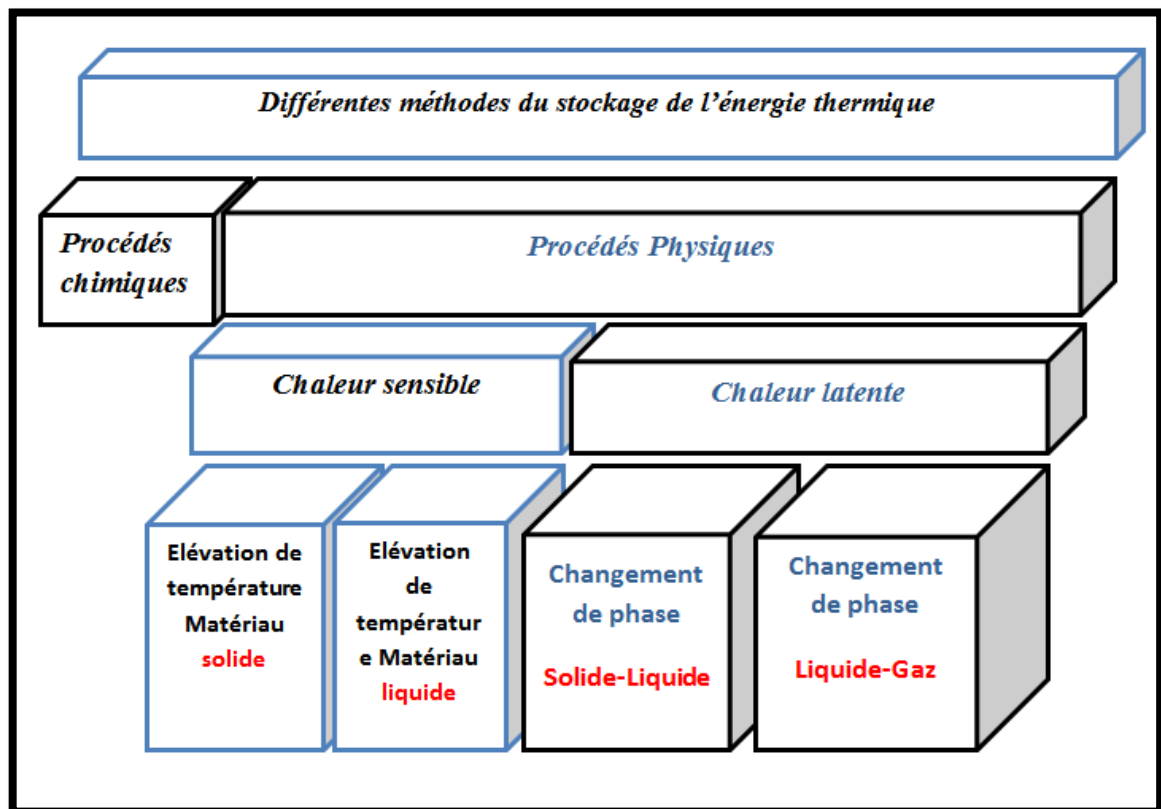 Différentes méthodes du stockage de l’énergie thermique
Procédés
chimiques
Procédés Physiques
Chaleur sensible
Chaleur latente
Elévation de
température
Matériau
solide
Elévation
de
températur
e Matériau
liquide
Changement
de phase
Solide-Liquide
Changement
de phase
Liquide-Gaz